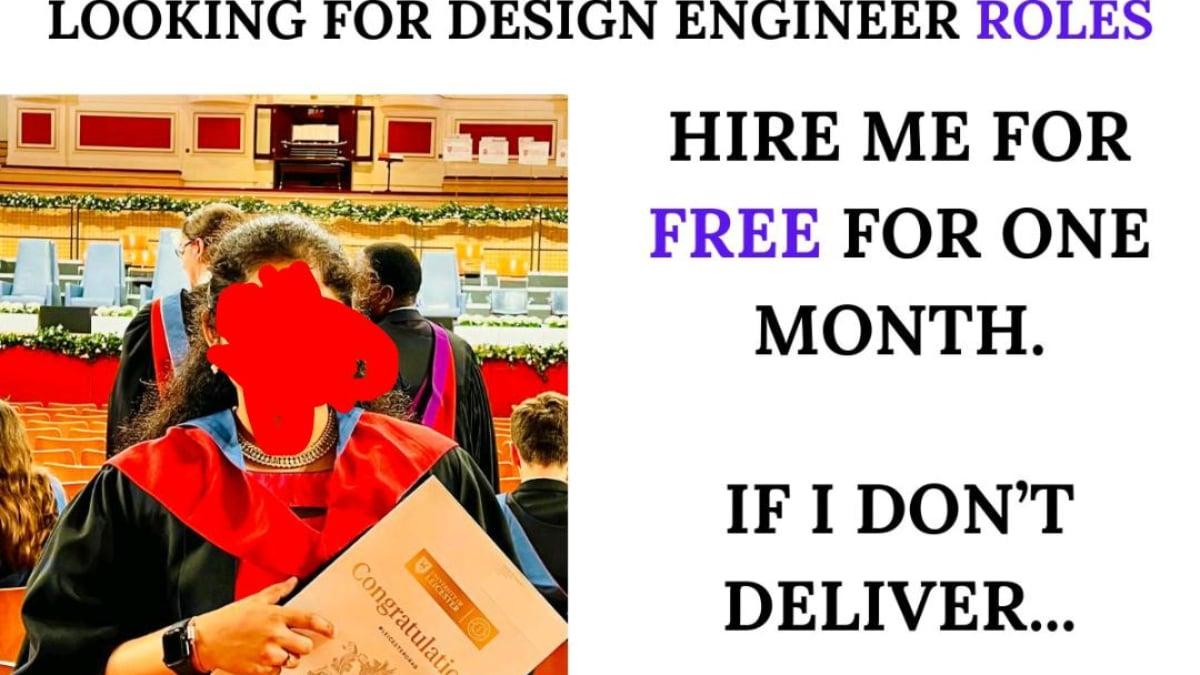 LOOKING FOR DESIGN ENGINEER ROLES
HIRE ME FOR
FREE FOR ONE
MONTH.
IF I DON'T
DELIVER...
UNIVERSITY OF
LEICESTER
Congratulatio